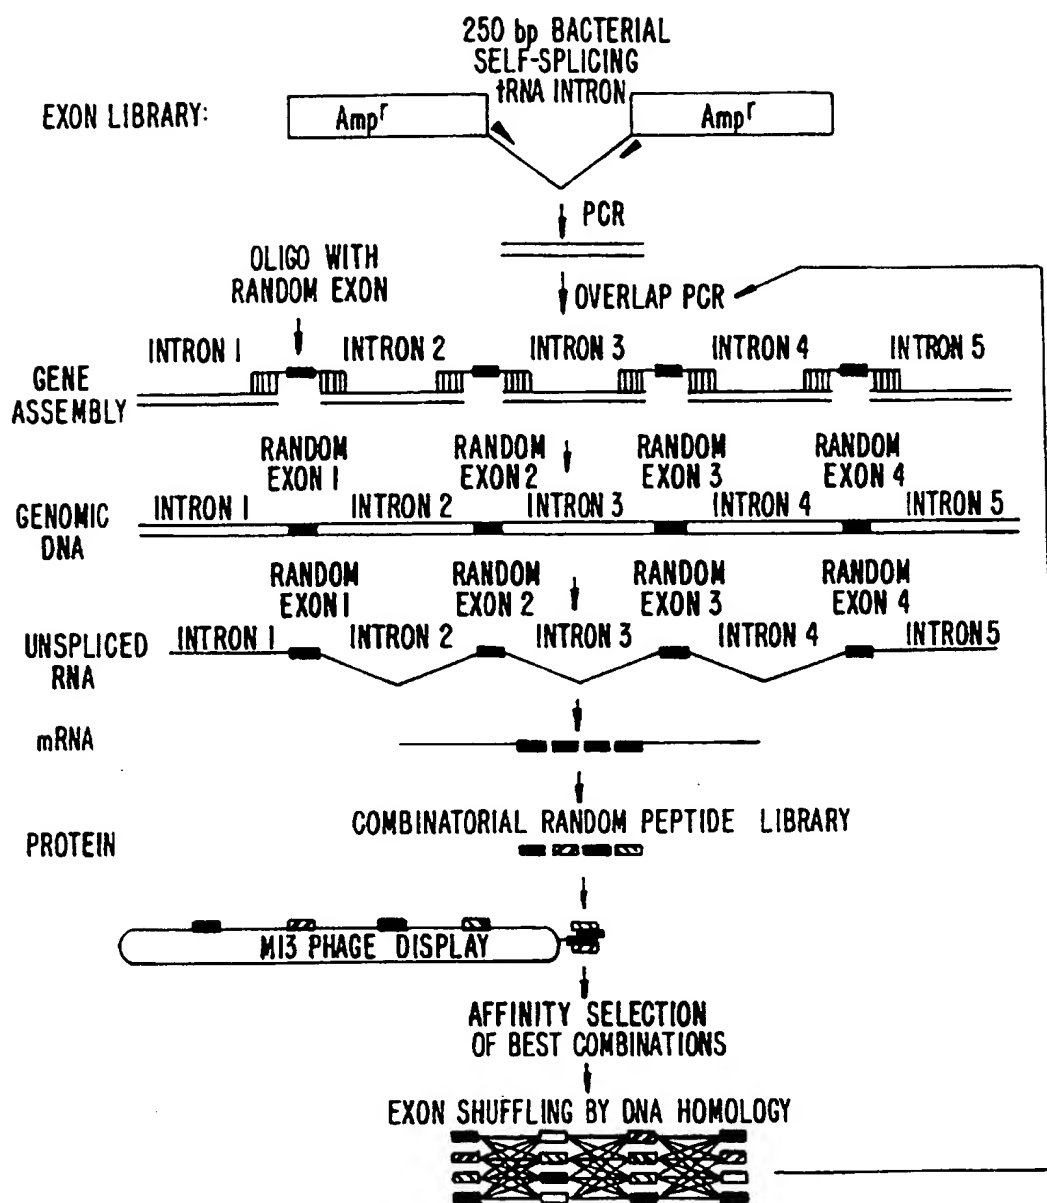 250 bp BACTERIAL
SELF-SPLICING
tRNA INTRON
EXON LIBRARY:
Ampr
Ampr
PCR
OLIGO WITH
RANDOM EXON
OVERLAP PCR
INTRON 1
INTRON 2
INTRON 3
INTRON 4
INTRON 5
GENE
ASSEMBLY
RANDOM
EXON 1
RANDOM
EXON 2
RANDOM
EXON 3
RANDOM
EXON 4
INTRON 1
INTRON 2
INTRON 3
INTRON 4
INTRON 5
GENOMIC
DNA
RANDOM
EXON 1
RANDOM
EXON 2
RANDOM
EXON 3
RANDOM
EXON 4
INTRON 1
INTRON 2
INTRON 3
INTRON 4
INTRON 5
UNSPLICED
RNA
mRNA
COMBINATORIAL RANDOM PEPTIDE LIBRARY
PROTEIN
M13 PHAGE DISPLAY
AFFINITY SELECTION
OF BEST COMBINATIONS
EXON SHUFFLING BY DNA HOMOLOGY